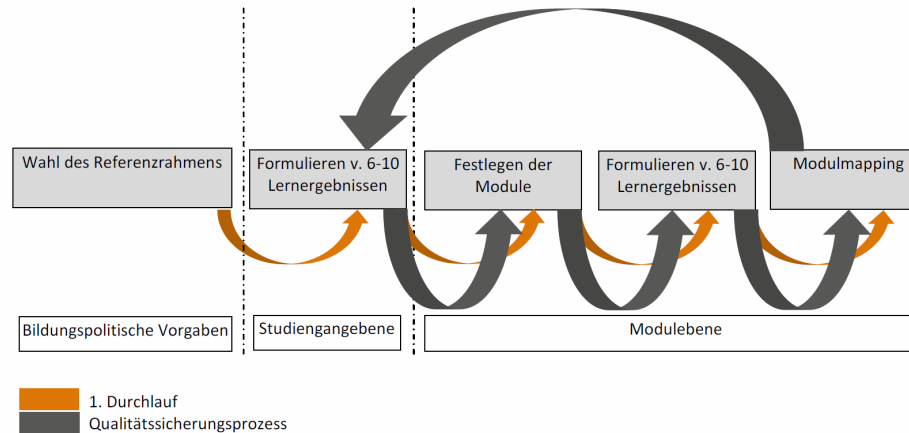 Wahl des Referenzrahmens
Formulieren v. 6-10
Lernergebnissen
Festlegen der
Module
Formulieren v. 6-10
Lernergebnissen
Modulmapping
Bildungspolitische Vorgaben
Studiengangebene
Modulebene
1. Durchlauf
Qualitätssicherungsprozess